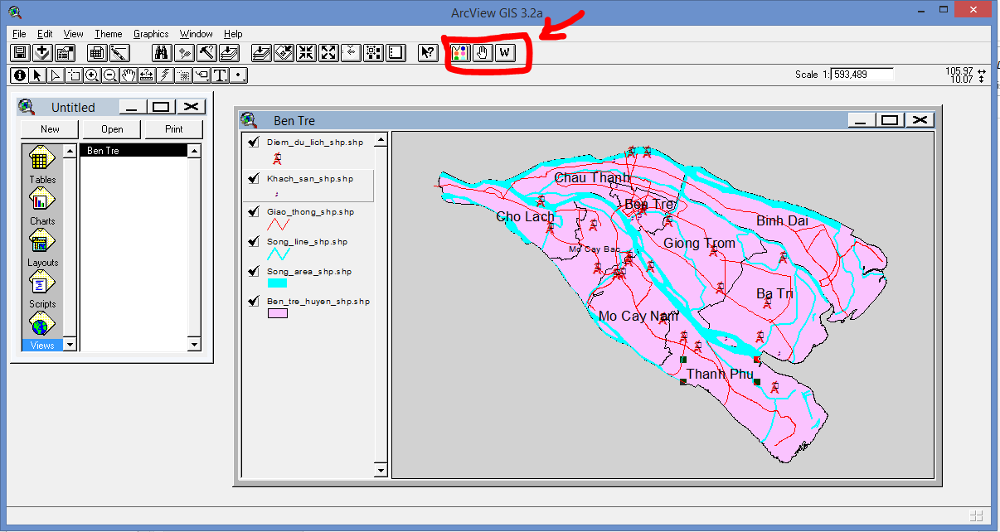 ArcView GIS 3.2a
File Edit View Theme Graphics Window Help
W
T
Scale 1: 593,489
105.97
10.07
Untitled
New Open Print
Ben Tre
Tables
Charts
Layouts
Scripts
Views
Ben Tre
Diem_du_lich_shp.shp
Khach_san_shp.shp
Giao_thong_shp.shp
Song_line_shp.shp
Song_area_shp.shp
Ben_tre_huyen_shp.shp
Chau Thanh
Ben Tre
Cho Lach
Binh Dai
Giong Trom
Mo Cay Bac
Ba Tri
Mo Cay Nam
Thanh Phu